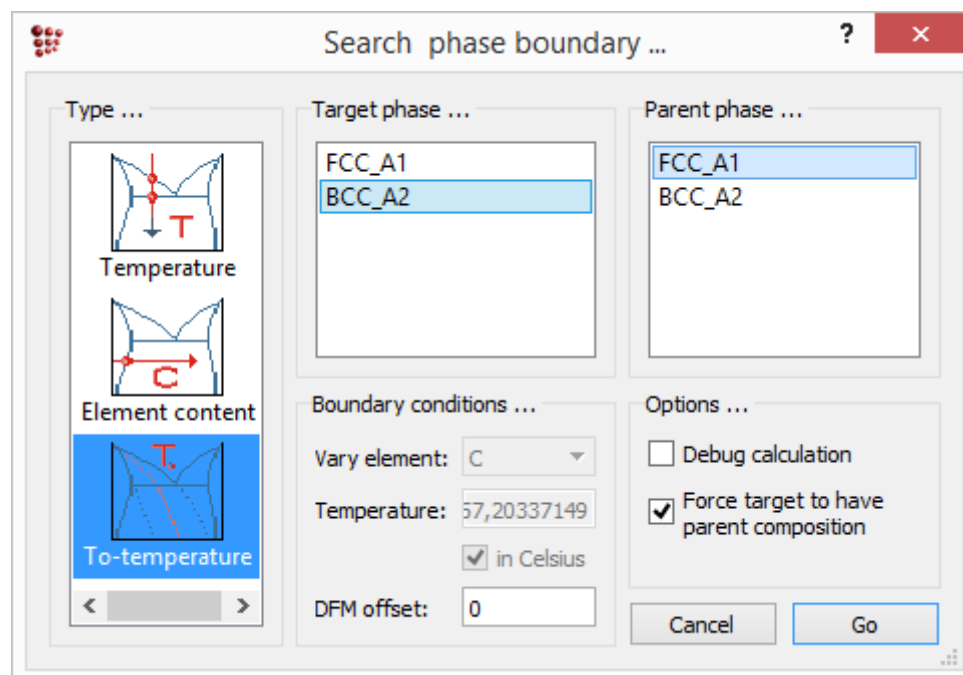 Search phase boundary ...
?
Type ...
T
Temperature
C
Element content
T₀
To-temperature
Target phase ...
FCC_A1
BCC_A2
Parent phase ...
FCC_A1
BCC_A2
Boundary conditions ...
Vary element: C
Temperature: 57,20337149
in Celsius
DFM offset: 0
Options ...
Debug calculation
Force target to have
parent composition
Cancel
Go